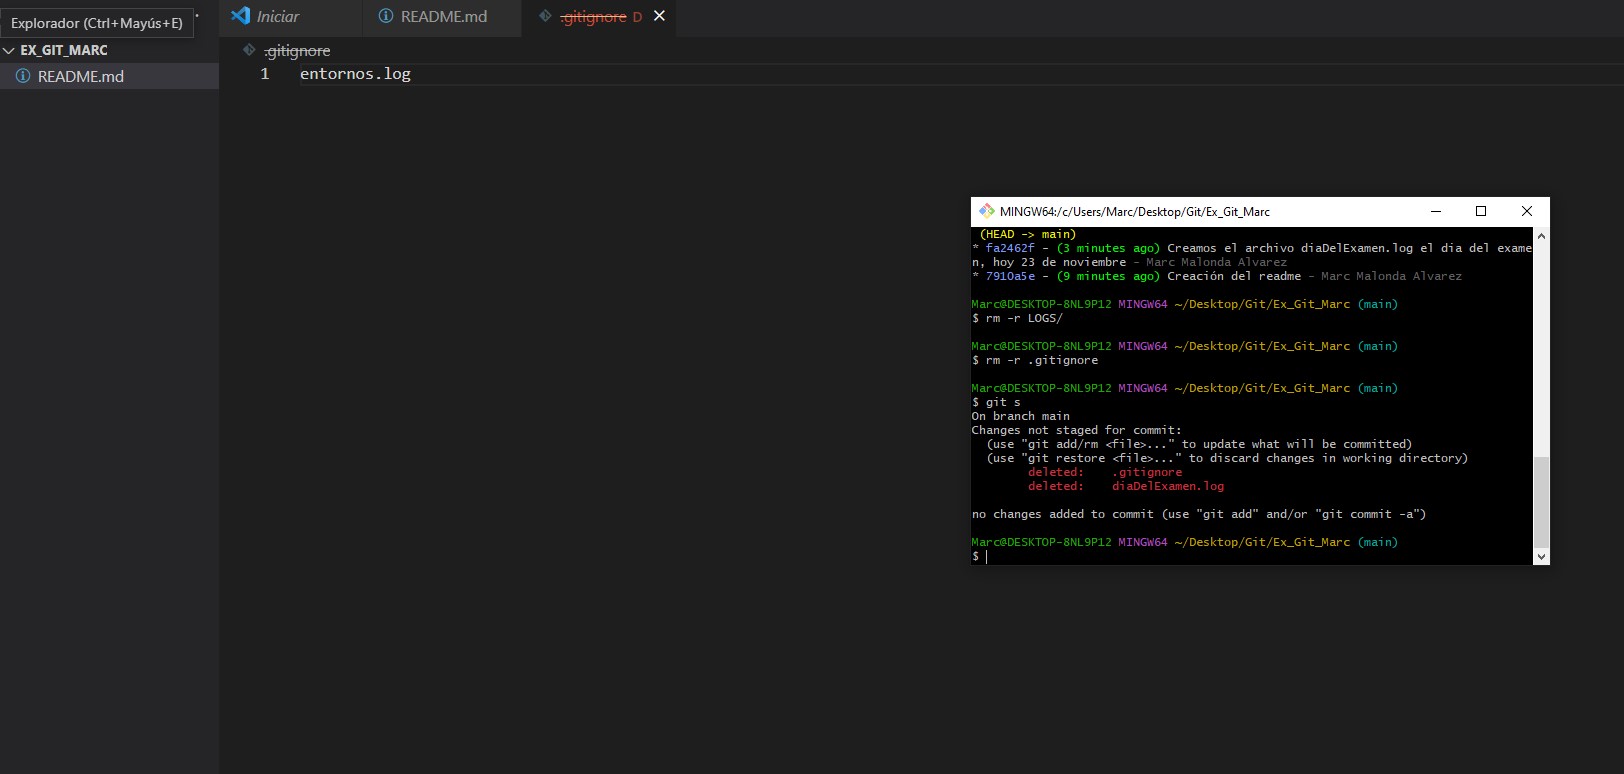 Explorador (Ctrl+Mayús+E)
Iniciar
README.md
.gitignore D
EX_GIT_MARC
README.md
.gitignore
1 entornos.log
MINGW64:/c/Users/Marc/Desktop/Git/Ex_Git_Marc
(HEAD -> main)
* fa2462f - (3 minutes ago) Creamos el archivo diaDelExamen.log el dia del exame
n, hoy 23 de noviembre - Marc Malonda Alvarez
* 7910a5e - (9 minutes ago) Creación del readme - Marc Malonda Alvarez
Marc@DESKTOP-8NL9P12 MINGW64 ~/Desktop/Git/Ex_Git_Marc (main)
$ rm -r LOGS/
Marc@DESKTOP-8NL9P12 MINGW64 ~/Desktop/Git/Ex_Git_Marc (main)
$ rm -r .gitignore
Marc@DESKTOP-8NL9P12 MINGW64 ~/Desktop/Git/Ex_Git_Marc (main)
$ git s
On branch main
Changes not staged for commit:
(use "git add/rm <file>..." to update what will be committed)
(use "git restore <file>..." to discard changes in working directory)
deleted: .gitignore
deleted: diaDelExamen.log
no changes added to commit (use "git add" and/or "git commit -a")
Marc@DESKTOP-8NL9P12 MINGW64 ~/Desktop/Git/Ex_Git_Marc (main)
$